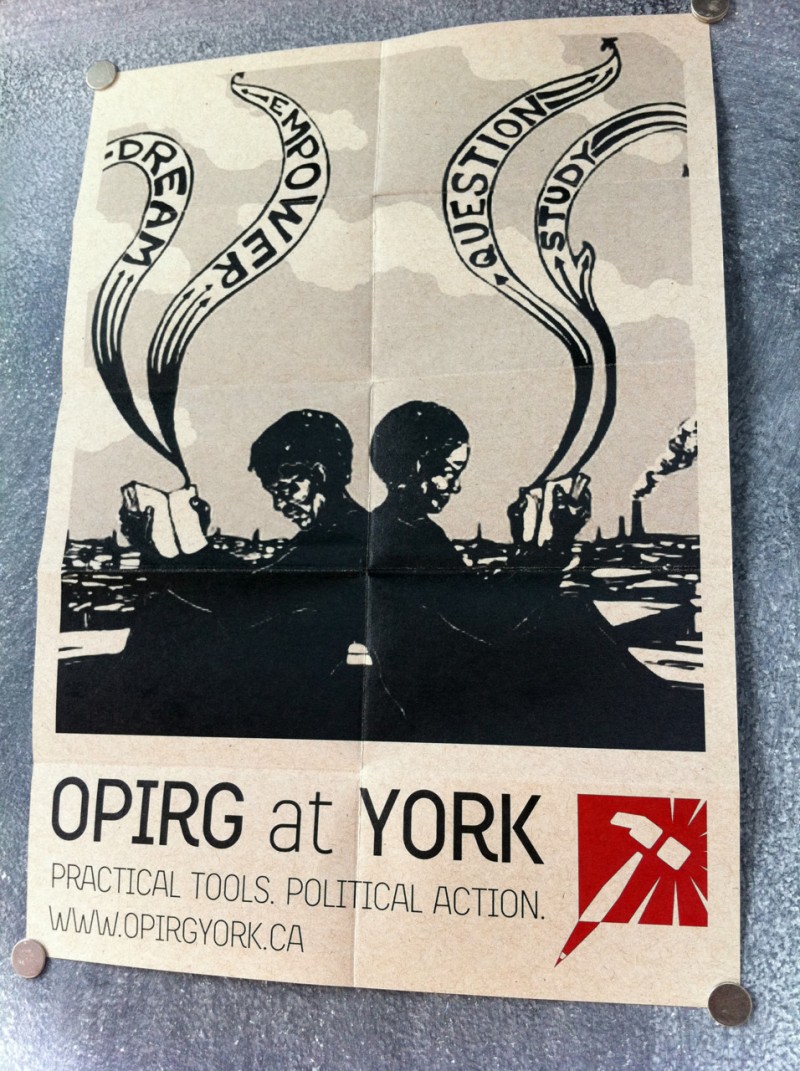 DREAM
EMPOWER
QUESTION
STUDY
OPIRG at YORK
PRACTICAL TOOLS. POLITICAL ACTION.
WWW.OPIRGYORK.CA